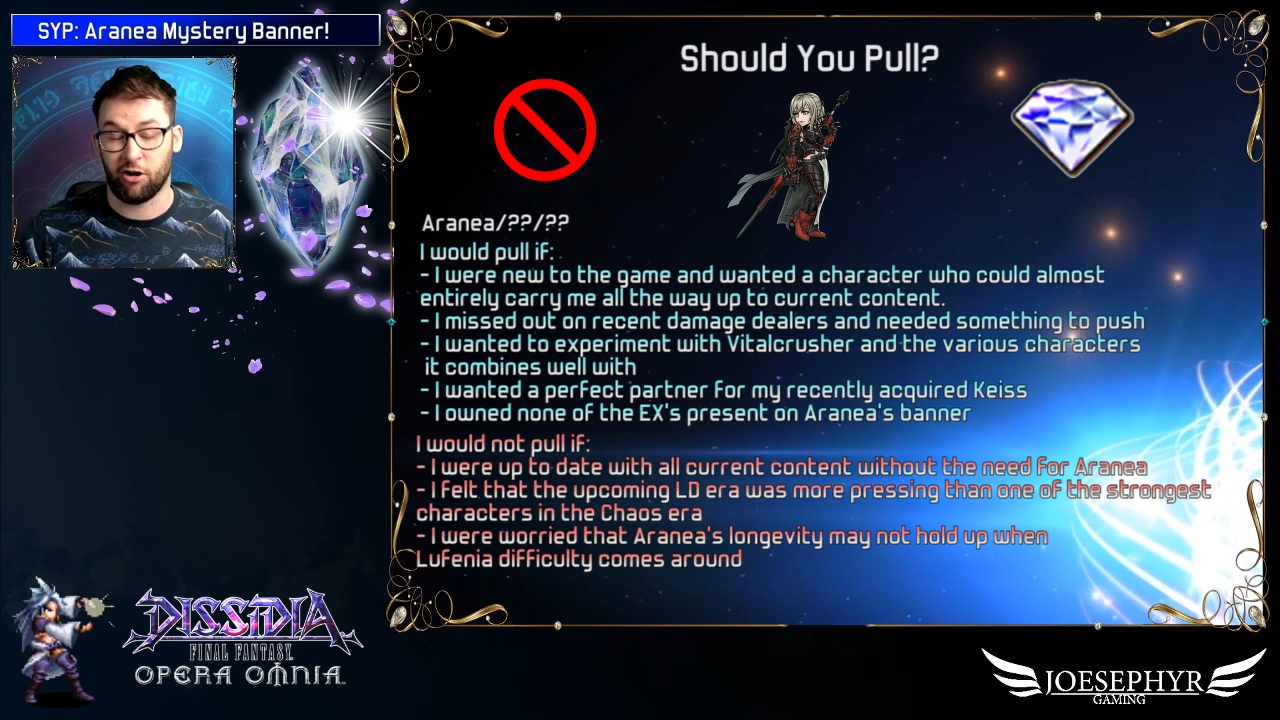 SYP: Aranea Mystery Banner!
Should You Pull?
Aranea/??/??
I would pull if:
- I were new to the game and wanted a character who could almost
entirely carry me all the way up to current content.
- I missed out on recent damage dealers and needed something to push
- I wanted to experiment with Vitalcrusher and the various characters
it combines well with
- I wanted a perfect partner for my recently acquired Keiss
- I owned none of the EX's present on Aranea's banner
I would not pull if:
- I were up to date with all current content without the need for Aranea
- I felt that the upcoming LD era was more pressing than one of the strongest
characters in the Chaos era
- I were worried that Aranea's longevity may not hold up when
Lufenia difficulty comes around
DISSIDIA
FINAL FANTASY.
OPERA OMNIA
JOESEPHYR
GAMING